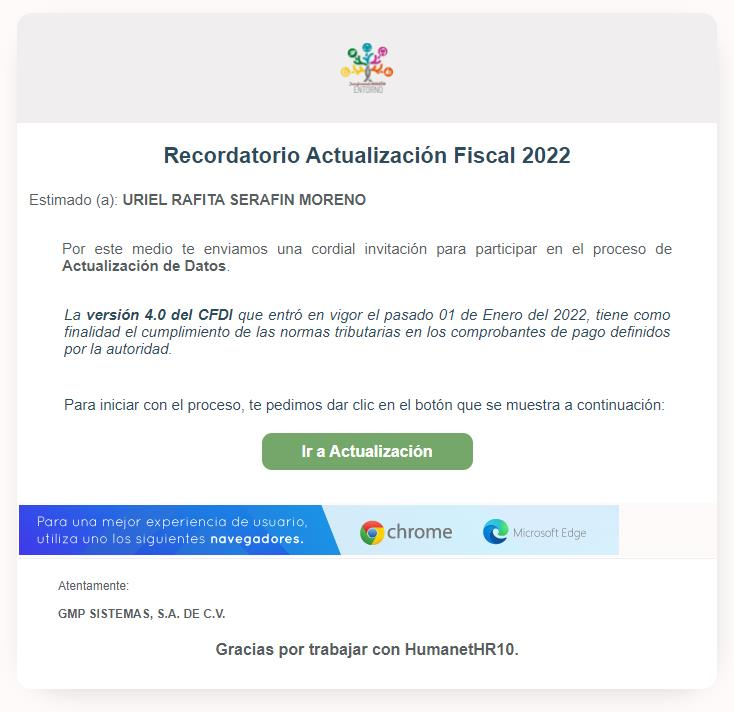 ENTORNO
Recordatorio Actualización Fiscal 2022
Estimado (a): URIEL RAFITA SERAFIN MORENO
Por este medio te enviamos una cordial invitación para participar en el proceso de
Actualización de Datos.
La versión 4.0 del CFDI que entró en vigor el pasado 01 de Enero del 2022, tiene como
finalidad el cumplimiento de las normas tributarias en los comprobantes de pago definidos
por la autoridad.
Para iniciar con el proceso, te pedimos dar clic en el botón que se muestra a continuación:
Ir a Actualización
Para una mejor experiencia de usuario,
utiliza uno los siguientes navegadores.
chrome
Microsoft Edge
Atentamente:
GMP SISTEMAS, S.A. DE C.V.
Gracias por trabajar con HumanetHR10.